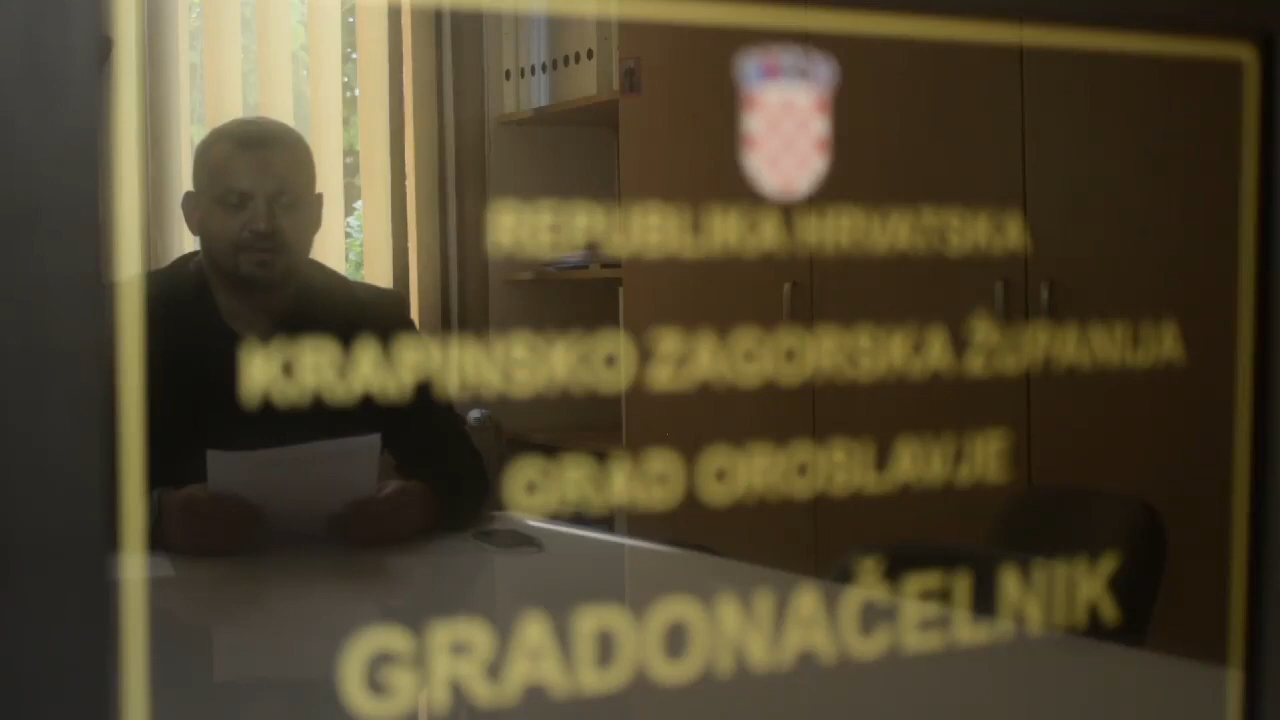 REPUBLIKA HRVATSKA
KRAPINSKO ZAGORSKA ŽUPANIJA
GRAD OROSLAVJE
GRADONAČELNIK